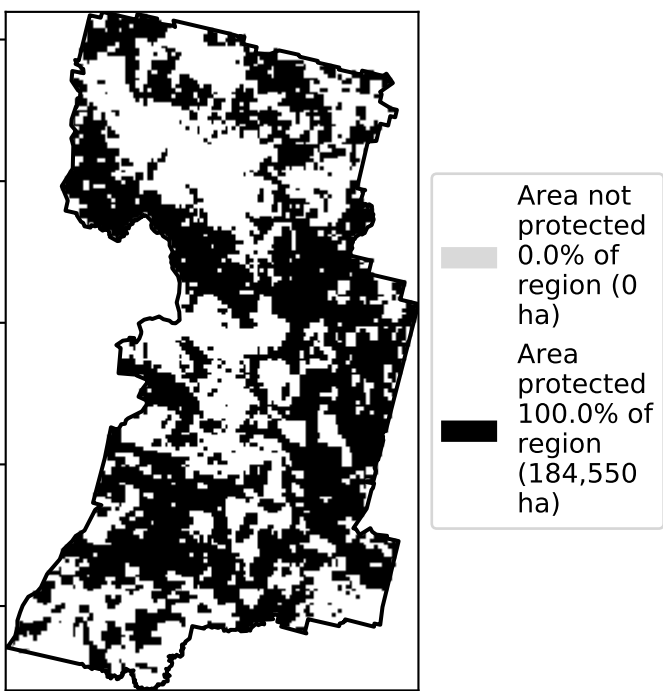 Area not
protected
0.0% of
region (0
ha)
Area
protected
100.0% of
region
(184,550
ha)